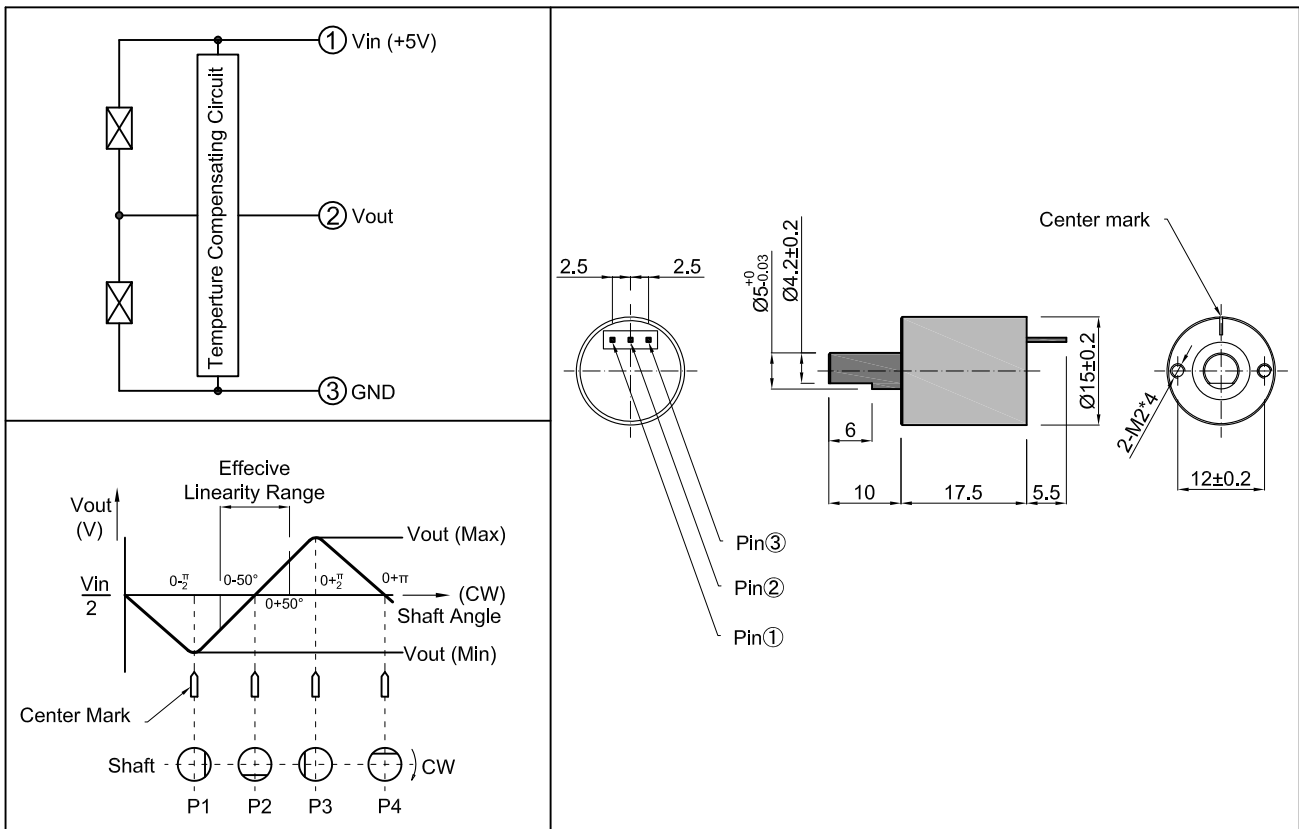 ① Vin (+5V)
Temperture Compensating Circuit
② Vout
③ GND
Effecive
Linearity Range
Vout
(V)
Vout (Max)
0-π/2
0-50°
0+π/2
0+π
Vin/2
0+50°
(CW)
Shaft Angle
Vout (Min)
Center Mark
Shaft
CW
P1 P2 P3 P4
Center mark
2.5 2.5
Ø5+0-0.03
Ø4.2±0.2
Ø15±0.2
2-M2*4
6
10 17.5 5.5
12±0.2
Pin③
Pin②
Pin①